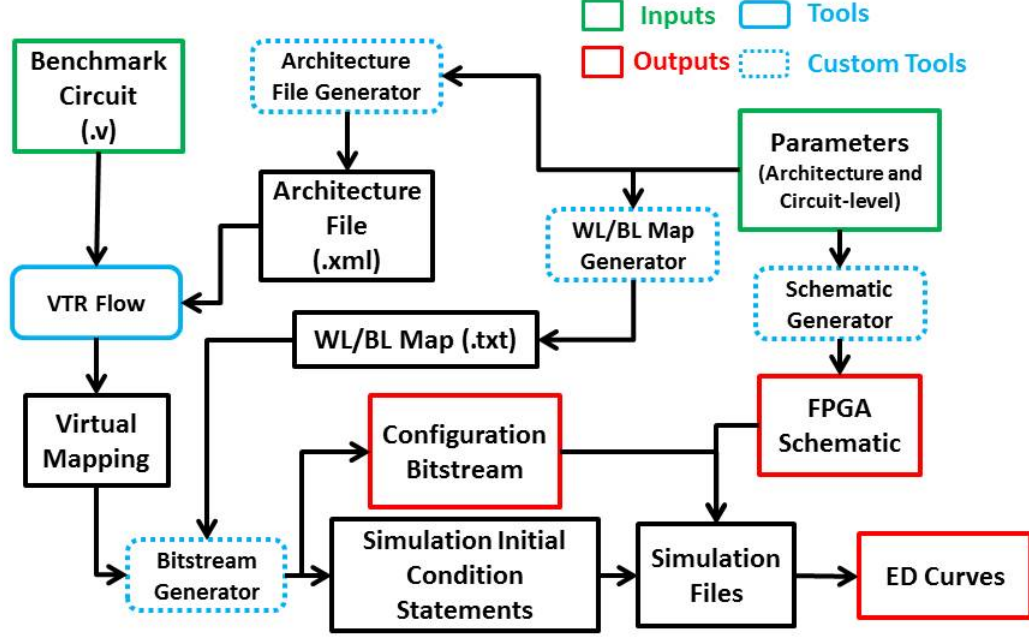 Inputs
Tools
Outputs
Custom Tools
Benchmark
Circuit
(.v)
Architecture
File Generator
Parameters
(Architecture and
Circuit-level)
Architecture
File
(.xml)
WL/BL Map
Generator
VTR Flow
Schematic
Generator
WL/BL Map (.txt)
Virtual
Mapping
Configuration
Bitstream
FPGA
Schematic
Bitstream
Generator
Simulation Initial
Condition
Statements
Simulation
Files
ED Curves